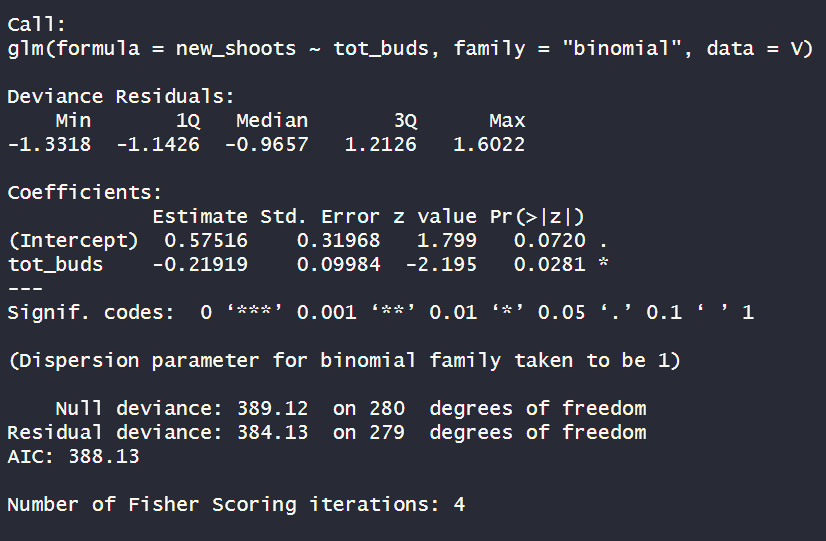 Call:
glm(formula = new_shoots ~ tot_buds, family = "binomial", data = V)
Deviance Residuals:
    Min       1Q   Median       3Q      Max
-1.3318  -1.1426  -0.9657   1.2126   1.6022
Coefficients:
            Estimate Std. Error z value Pr(>|z|)
(Intercept)  0.57516    0.31968   1.799   0.0720 .
tot_buds    -0.21919    0.09984  -2.195   0.0281 *
---
Signif. codes:  0 ‘***’ 0.001 ‘**’ 0.01 ‘*’ 0.05 ‘.’ 0.1 ‘ ’ 1
(Dispersion parameter for binomial family taken to be 1)
    Null deviance: 389.12  on 280  degrees of freedom
Residual deviance: 384.13  on 279  degrees of freedom
AIC: 388.13
Number of Fisher Scoring iterations: 4